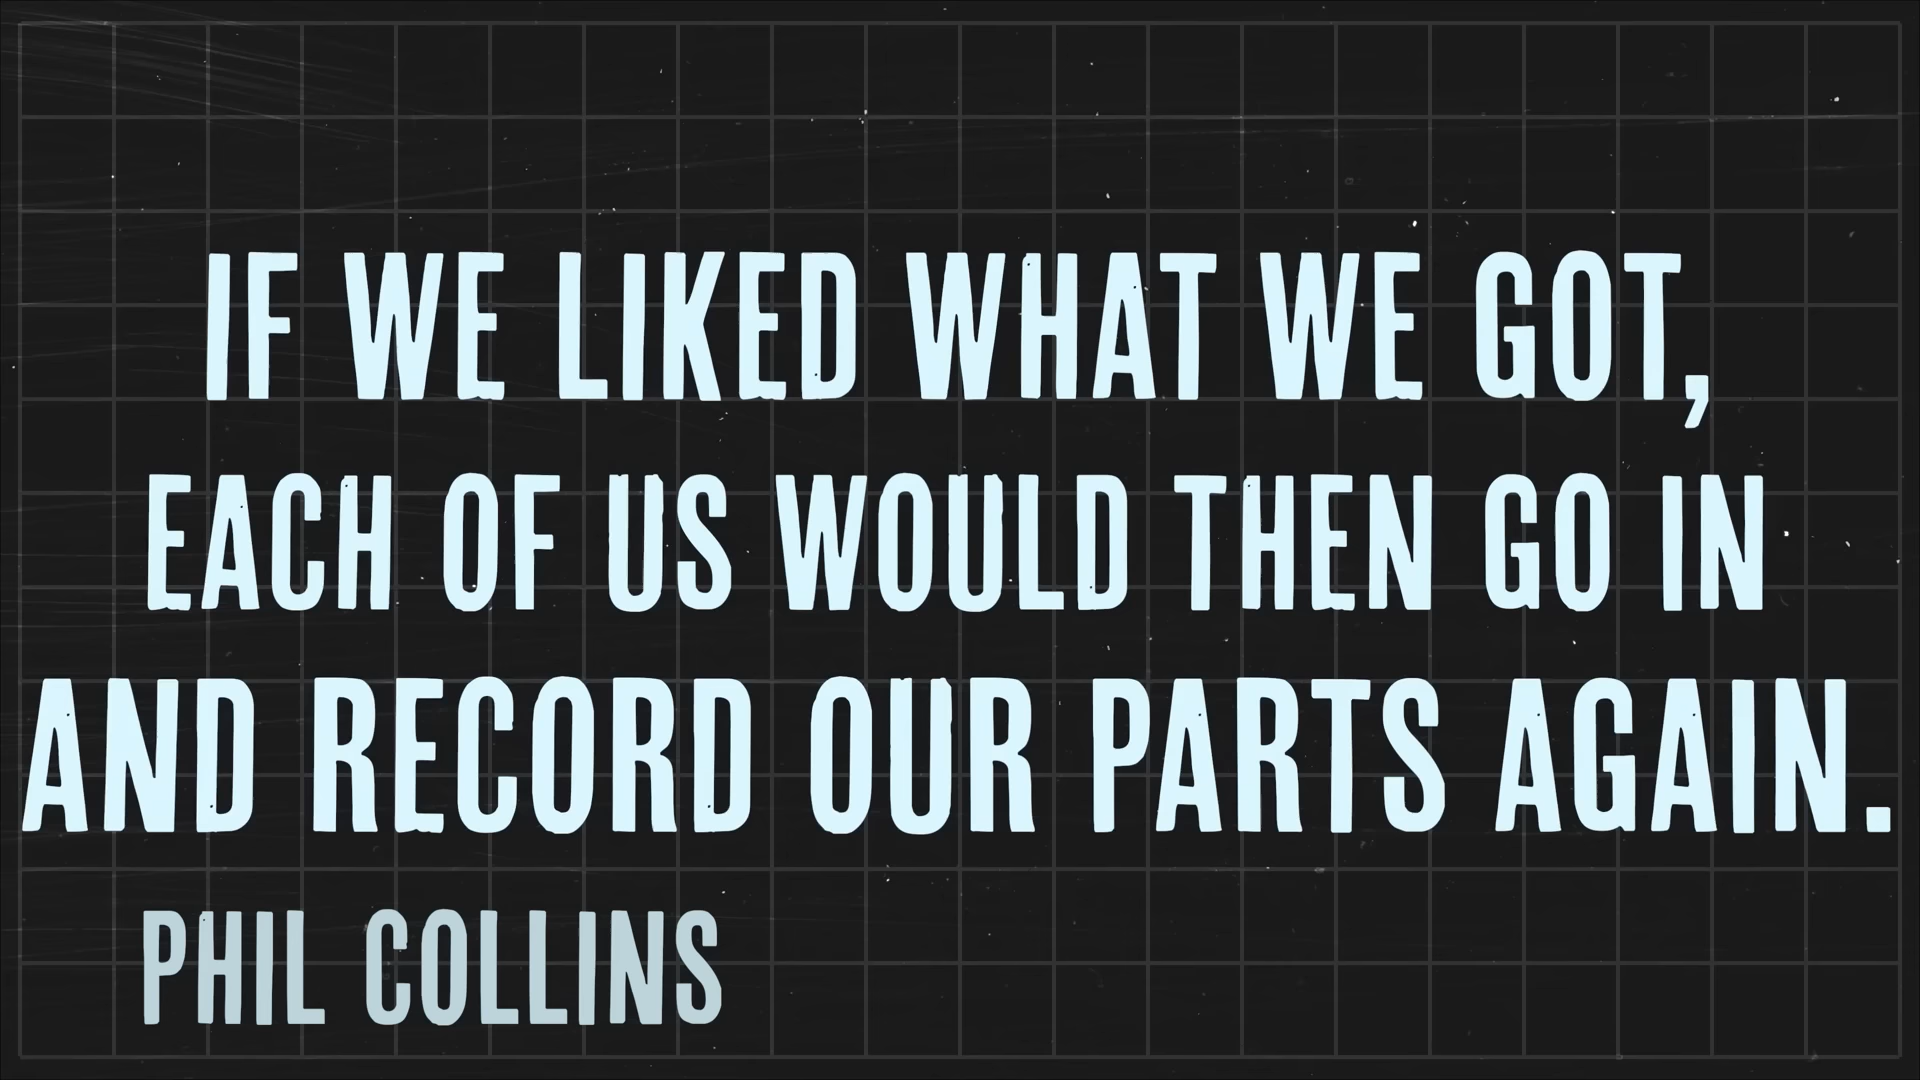 IF WE LIKED WHAT WE GOT,
EACH OF US WOULD THEN GO IN
AND RECORD OUR PARTS AGAIN.
PHIL COLLINS